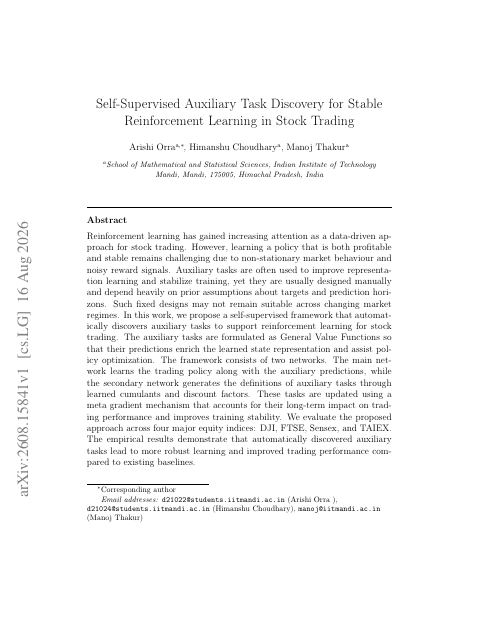 Self-Supervised Auxiliary Task Discovery for Stable
Reinforcement Learning in Stock Trading
Arishi Orraᵃ,*, Himanshu Choudharyᵃ, Manoj Thakurᵃ
ᵃSchool of Mathematical and Statistical Sciences, Indian Institute of Technology
Mandi, Mandi, 175005, Himachal Pradesh, India
Abstract
Reinforcement learning has gained increasing attention as a data-driven ap-
proach for stock trading. However, learning a policy that is both profitable
and stable remains challenging due to non-stationary market behaviour and
noisy reward signals. Auxiliary tasks are often used to improve representa-
tion learning and stabilize training, yet they are usually designed manually
and depend heavily on prior assumptions about targets and prediction hori-
zons. Such fixed designs may not remain suitable across changing market
regimes. In this work, we propose a self-supervised framework that automat-
ically discovers auxiliary tasks to support reinforcement learning for stock
trading. The auxiliary tasks are formulated as General Value Functions so
that their predictions enrich the learned state representation and assist pol-
icy optimization. The framework consists of two networks. The main net-
work learns the trading policy along with the auxiliary predictions, while
the secondary network generates the definitions of auxiliary tasks through
learned cumulants and discount factors. These tasks are updated using a
meta gradient mechanism that accounts for their long-term impact on trad-
ing performance and improves training stability. We evaluate the proposed
approach across four major equity indices: DJI, FTSE, Sensex, and TAIEX.
The empirical results demonstrate that automatically discovered auxiliary
tasks lead to more robust learning and improved trading performance com-
pared to existing baselines.
*Corresponding author
Email addresses: d21022@students.iitmandi.ac.in (Arishi Orra ),
d21024@students.iitmandi.ac.in (Himanshu Choudhary), manoj@iitmandi.ac.in
(Manoj Thakur)
arXiv:2608.15841v1 [cs.LG] 16 Aug 2026